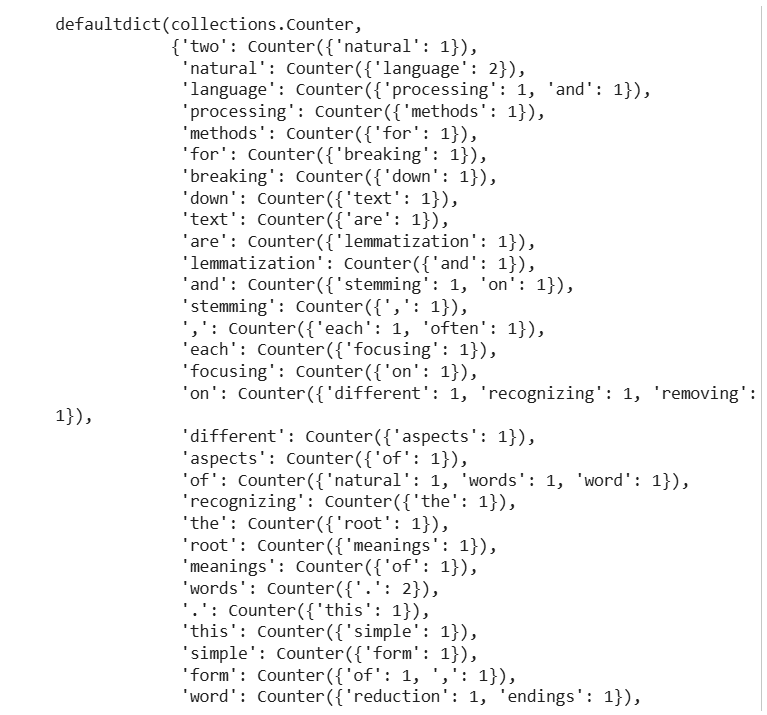 defaultdict(collections.Counter,
{'two': Counter({'natural': 1}),
'natural': Counter({'language': 2}),
'language': Counter({'processing': 1, 'and': 1}),
'processing': Counter({'methods': 1}),
'methods': Counter({'for': 1}),
'for': Counter({'breaking': 1}),
'breaking': Counter({'down': 1}),
'down': Counter({'text': 1}),
'text': Counter({'are': 1}),
'are': Counter({'lemmatization': 1}),
'lemmatization': Counter({'and': 1}),
'and': Counter({'stemming': 1, 'on': 1}),
'stemming': Counter({',': 1}),
',': Counter({'each': 1, 'often': 1}),
'each': Counter({'focusing': 1}),
'focusing': Counter({'on': 1}),
'on': Counter({'different': 1, 'recognizing': 1, 'removing':
1}),
'different': Counter({'aspects': 1}),
'aspects': Counter({'of': 1}),
'of': Counter({'natural': 1, 'words': 1, 'word': 1}),
'recognizing': Counter({'the': 1}),
'the': Counter({'root': 1}),
'root': Counter({'meanings': 1}),
'meanings': Counter({'of': 1}),
'words': Counter({'.': 2}),
'.': Counter({'this': 1}),
'this': Counter({'simple': 1}),
'simple': Counter({'form': 1}),
'form': Counter({'of': 1, ',': 1}),
'word': Counter({'reduction': 1, 'endings': 1}),